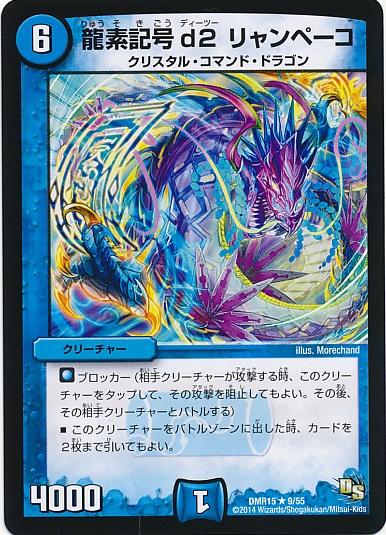 6
りゅうそきごう ディーツー
龍素記号 d2 リャンペーコ
クリスタル・コマンド・ドラゴン
クリーチャー
illus. Morechand
ブロッカー(相手クリーチャーが攻撃する時、このクリ
ーチャーをタップして、その攻撃を阻止してもよい。その後、
その相手クリーチャーとバトルする)
■ このクリーチャーをバトルゾーンに出した時、カードを
2枚まで引いてもよい。
4000
1
DS
DMR15 ★ 9/55
©2014 Wizards/Shogakukan/Mitsui-Kids